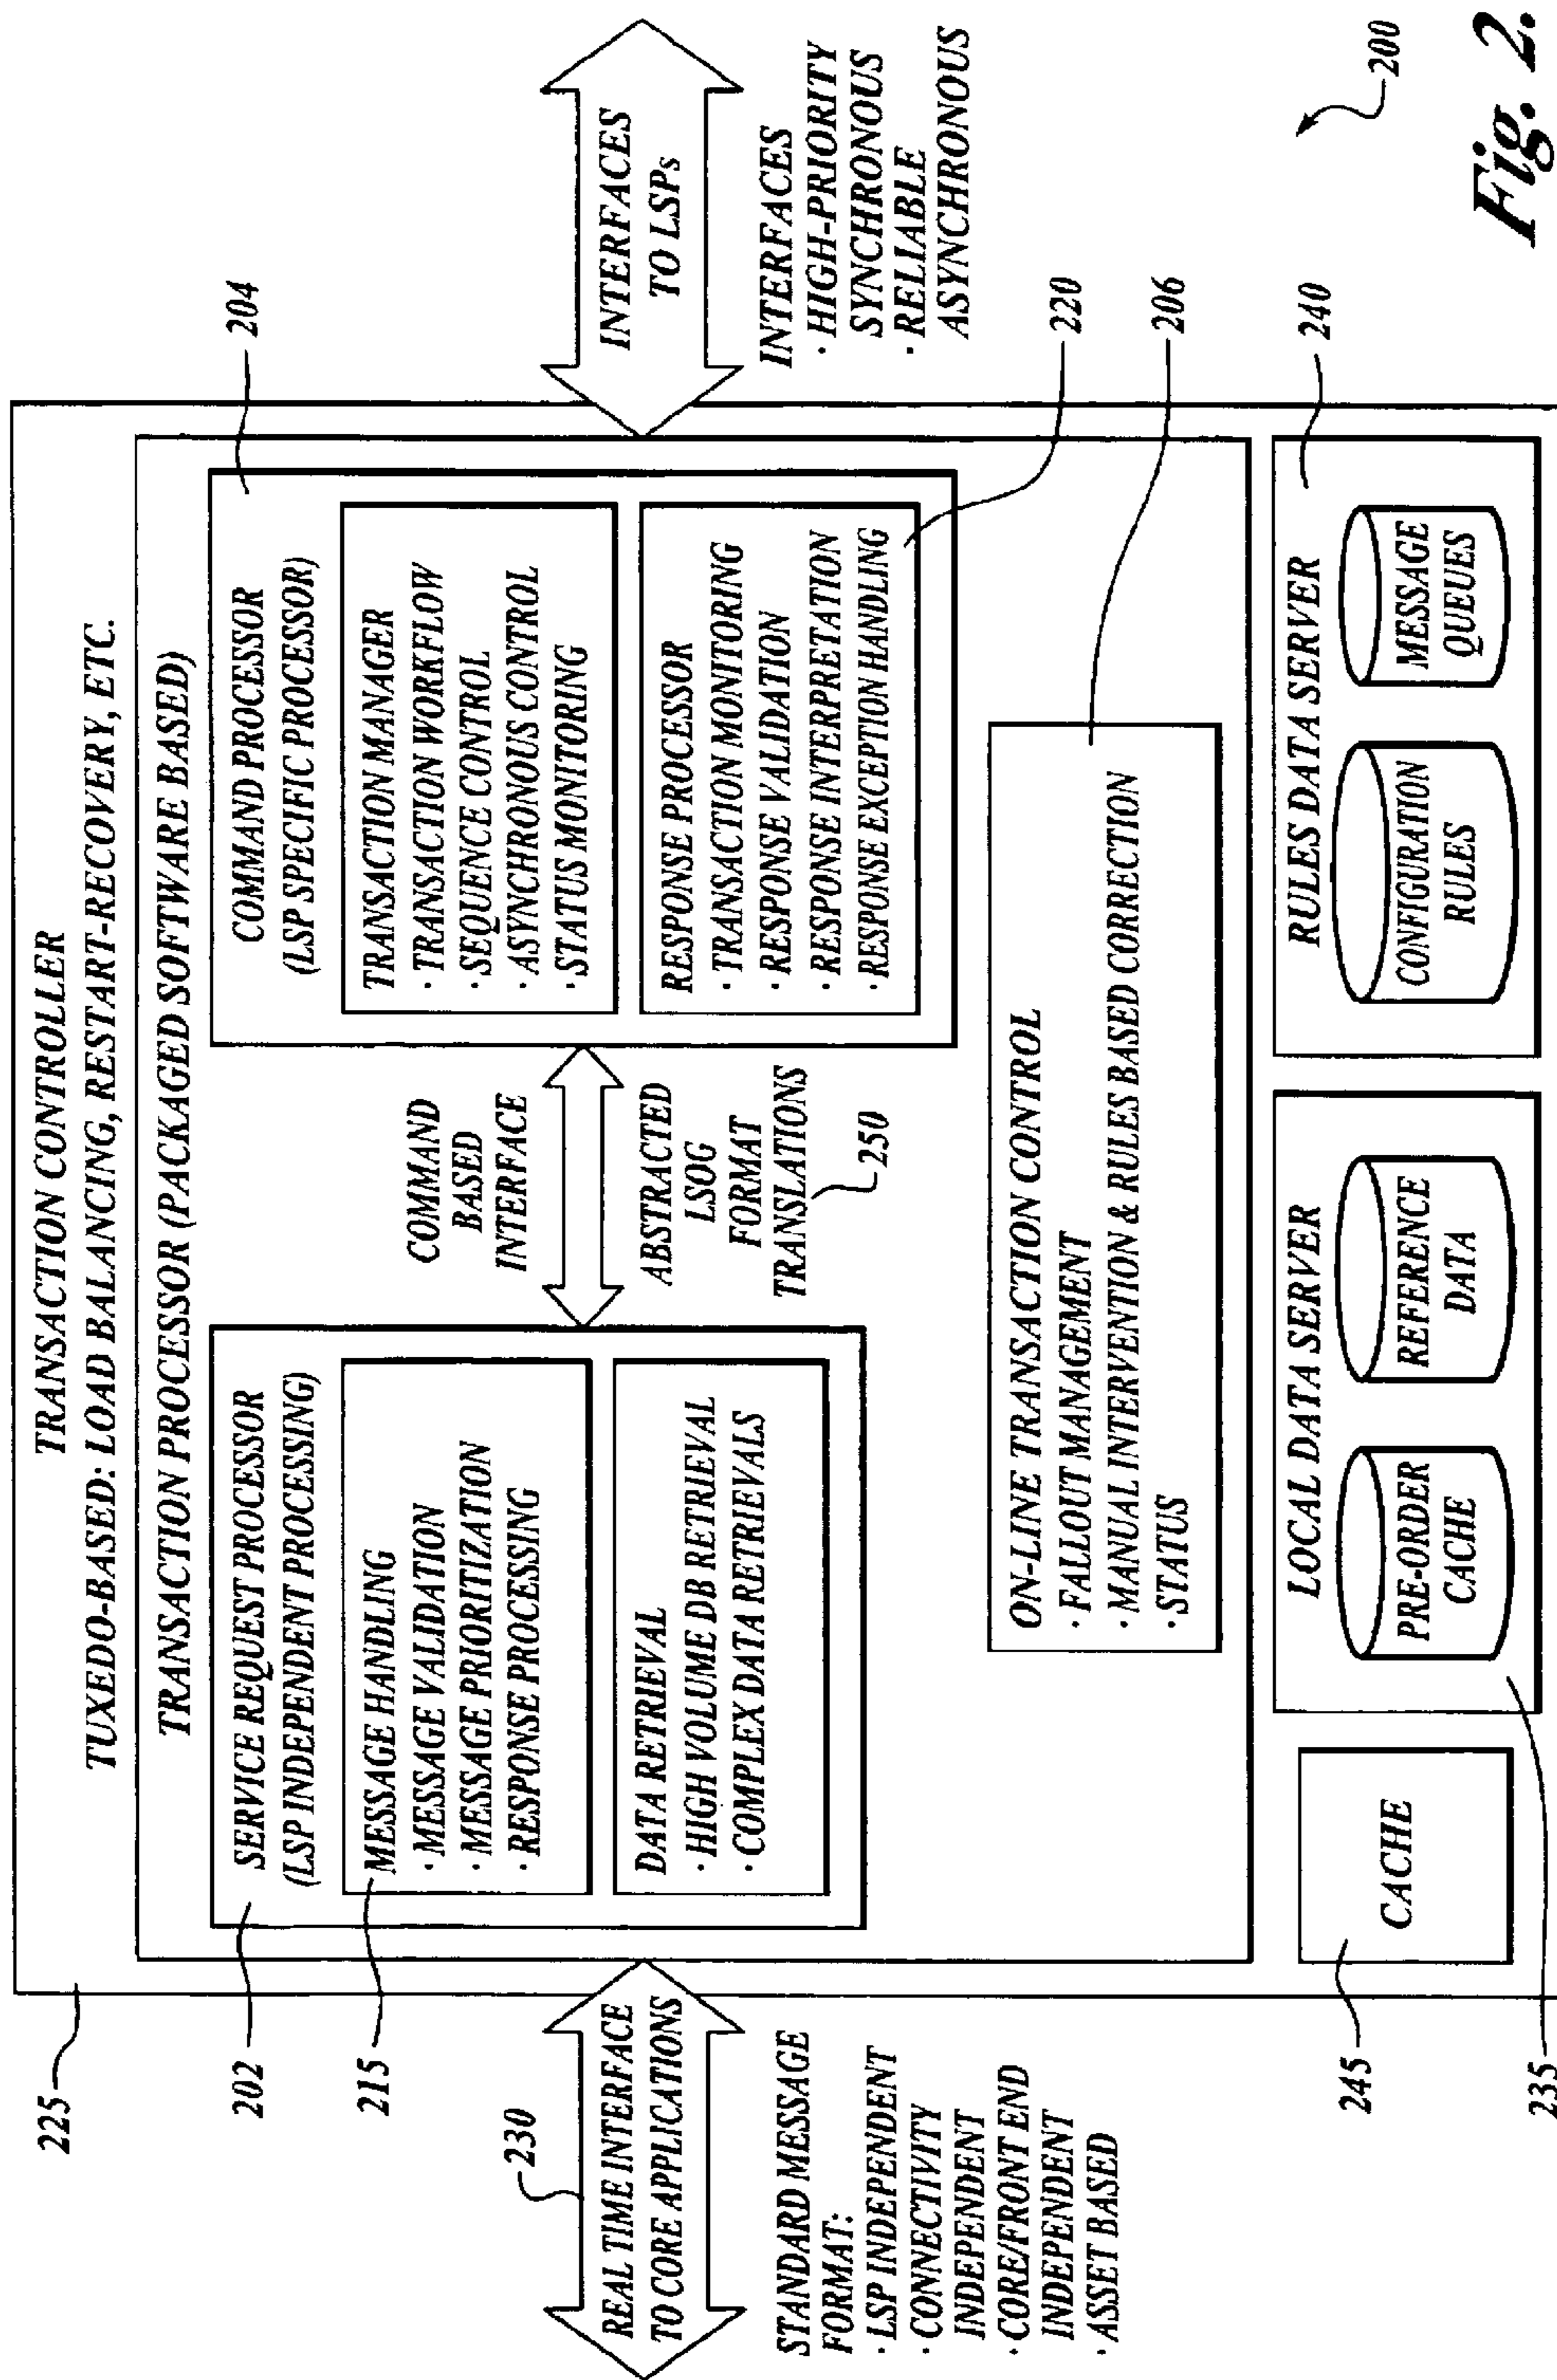 225
TRANSACTION CONTROLLER
TUXEDO-BASED: LOAD BALANCING, RESTART-RECOVERY, ETC.
TRANSACTION PROCESSOR (PACKAGED SOFTWARE BASED)
202
SERVICE REQUEST PROCESSOR
(LSP INDEPENDENT PROCESSING)
215
MESSAGE HANDLING
· MESSAGE VALIDATION
· MESSAGE PRIORITIZATION
· RESPONSE PROCESSING
DATA RETRIEVAL
· HIGH VOLUME DB RETRIEVAL
· COMPLEX DATA RETRIEVALS
COMMAND
BASED
INTERFACE
ABSTRACTED
LSOG
FORMAT
TRANSLATIONS
250
204
COMMAND PROCESSOR
(LSP SPECIFIC PROCESSOR)
TRANSACTION MANAGER
· TRANSACTION WORKFLOW
· SEQUENCE CONTROL
· ASYNCHRONOUS CONTROL
· STATUS MONITORING
RESPONSE PROCESSOR
· TRANSACTION MONITORING
· RESPONSE VALIDATION
· RESPONSE INTERPRETATION
· RESPONSE EXCEPTION HANDLING
220
230
REAL TIME INTERFACE
TO CORE APPLICATIONS
STANDARD MESSAGE
FORMAT:
· LSP INDEPENDENT
· CONNECTIVITY
INDEPENDENT
· CORE/FRONT END
INDEPENDENT
· ASSET BASED
INTERFACES
TO LSPs
INTERFACES
· HIGH-PRIORITY
SYNCHRONOUS
· RELIABLE
ASYNCHRONOUS
206
ON-LINE TRANSACTION CONTROL
· FALLOUT MANAGEMENT
· MANUAL INTERVENTION & RULES BASED CORRECTION
· STATUS
245
CACHE
LOCAL DATA SERVER
PRE-ORDER
CACHE
REFERENCE
DATA
235
RULES DATA SERVER
240
CONFIGURATION
RULES
MESSAGE
QUEUES
200
Fig. 2.